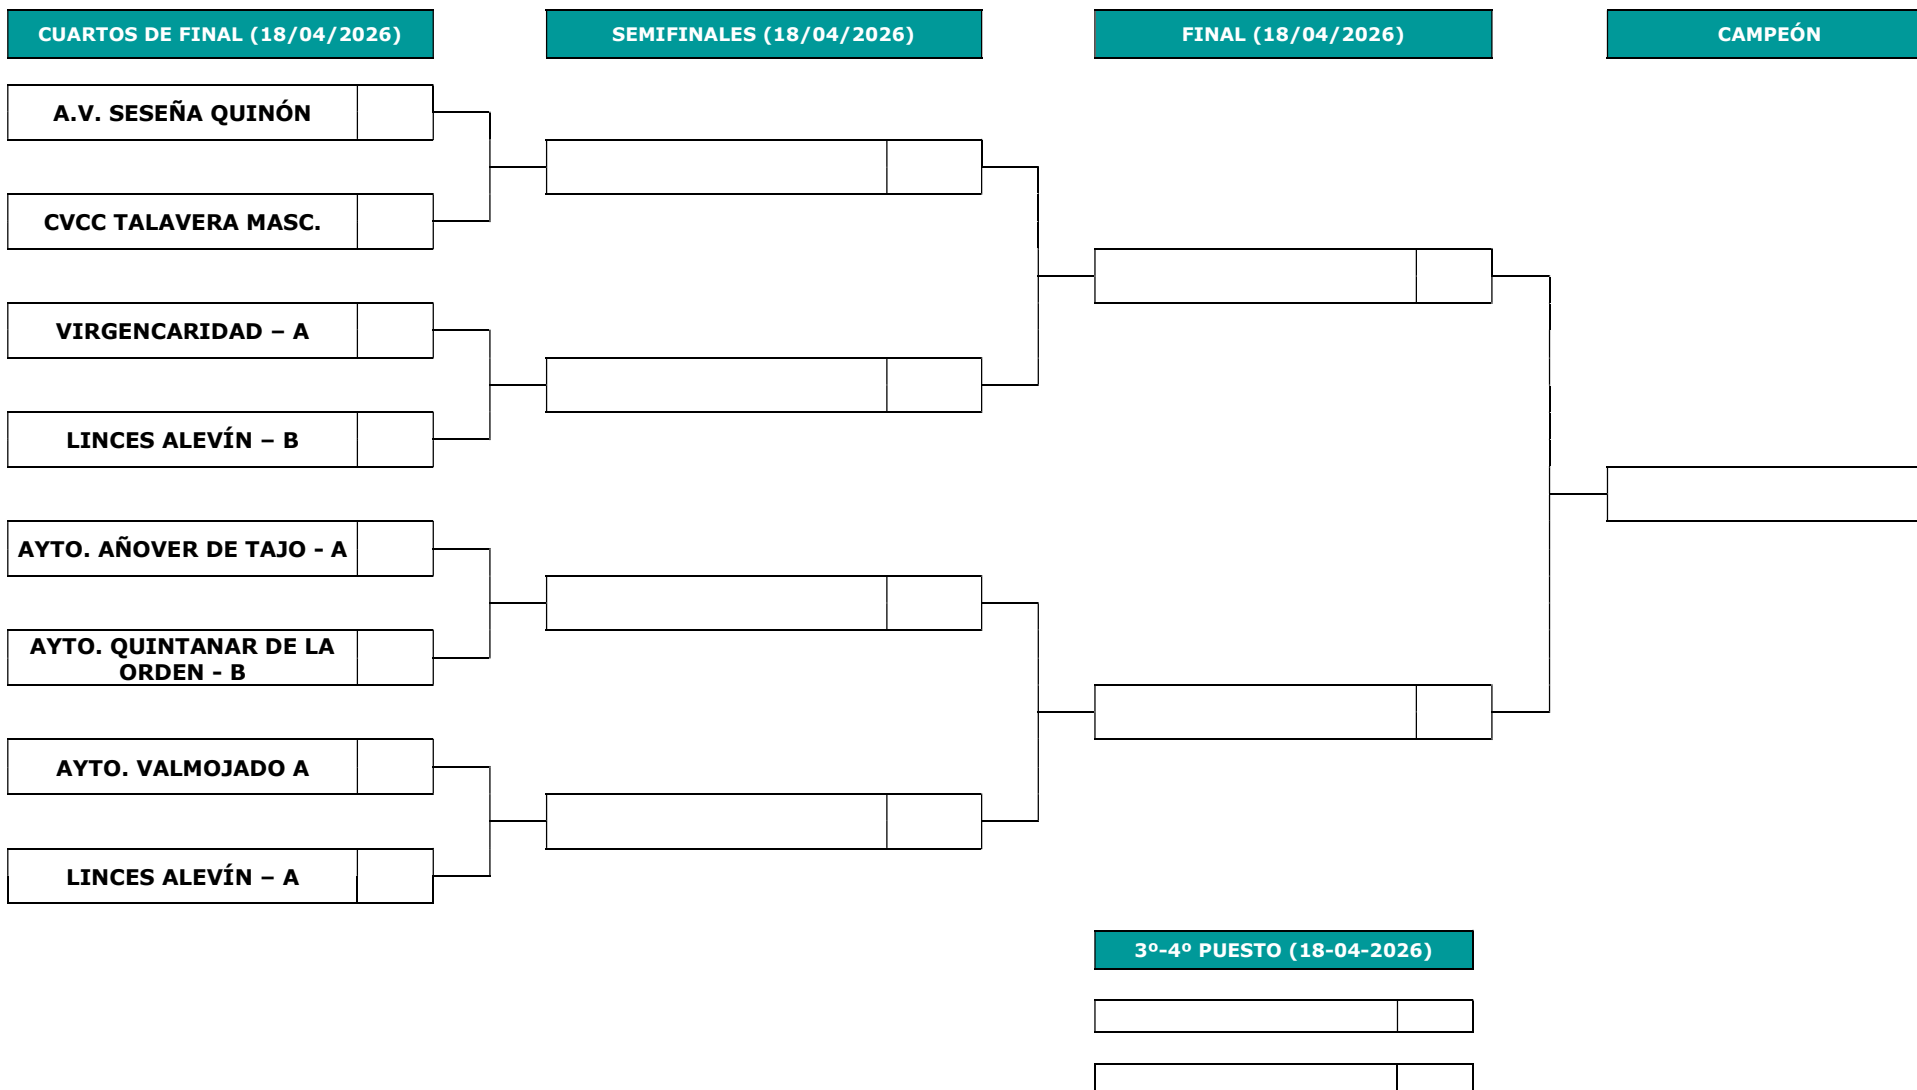 CUARTOS DE FINAL (18/04/2026)
SEMIFINALES (18/04/2026)
FINAL (18/04/2026)
CAMPEÓN
A.V. SESEÑA QUINÓN
CVCC TALAVERA MASC.
VIRGENCARIDAD – A
LINCES ALEVÍN – B
AYTO. AÑOVER DE TAJO - A
AYTO. QUINTANAR DE LA
ORDEN - B
AYTO. VALMOJADO A
LINCES ALEVÍN – A
3º-4º PUESTO (18-04-2026)